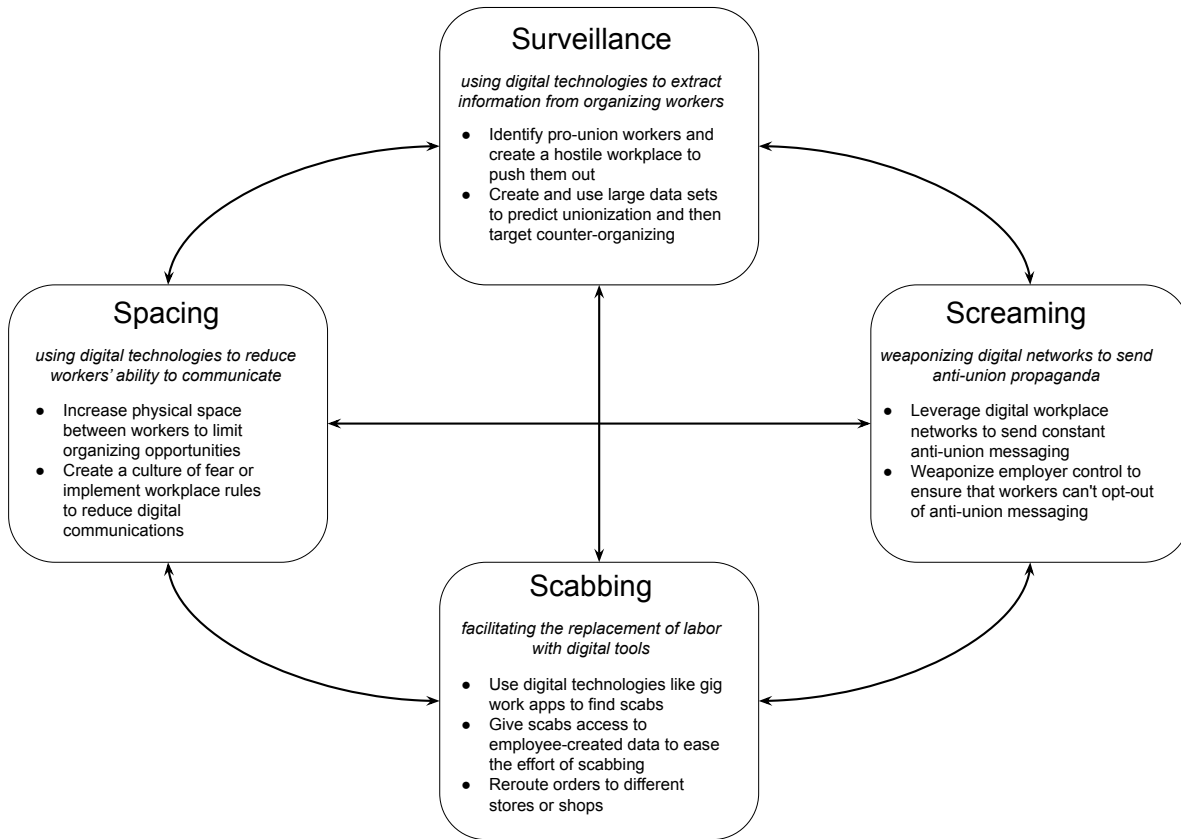 Surveillance
using digital technologies to extract
information from organizing workers
● Identify pro-union workers and
create a hostile workplace to
push them out
● Create and use large data sets
to predict unionization and then
target counter-organizing
Spacing
using digital technologies to reduce
workers’ ability to communicate
● Increase physical space
between workers to limit
organizing opportunities
● Create a culture of fear or
implement workplace rules
to reduce digital
communications
Screaming
weaponizing digital networks to send
anti-union propaganda
● Leverage digital workplace
networks to send constant
anti-union messaging
● Weaponize employer control to
ensure that workers can't opt-out
of anti-union messaging
Scabbing
facilitating the replacement of labor
with digital tools
● Use digital technologies like gig
work apps to find scabs
● Give scabs access to
employee-created data to ease
the effort of scabbing
● Reroute orders to different
stores or shops